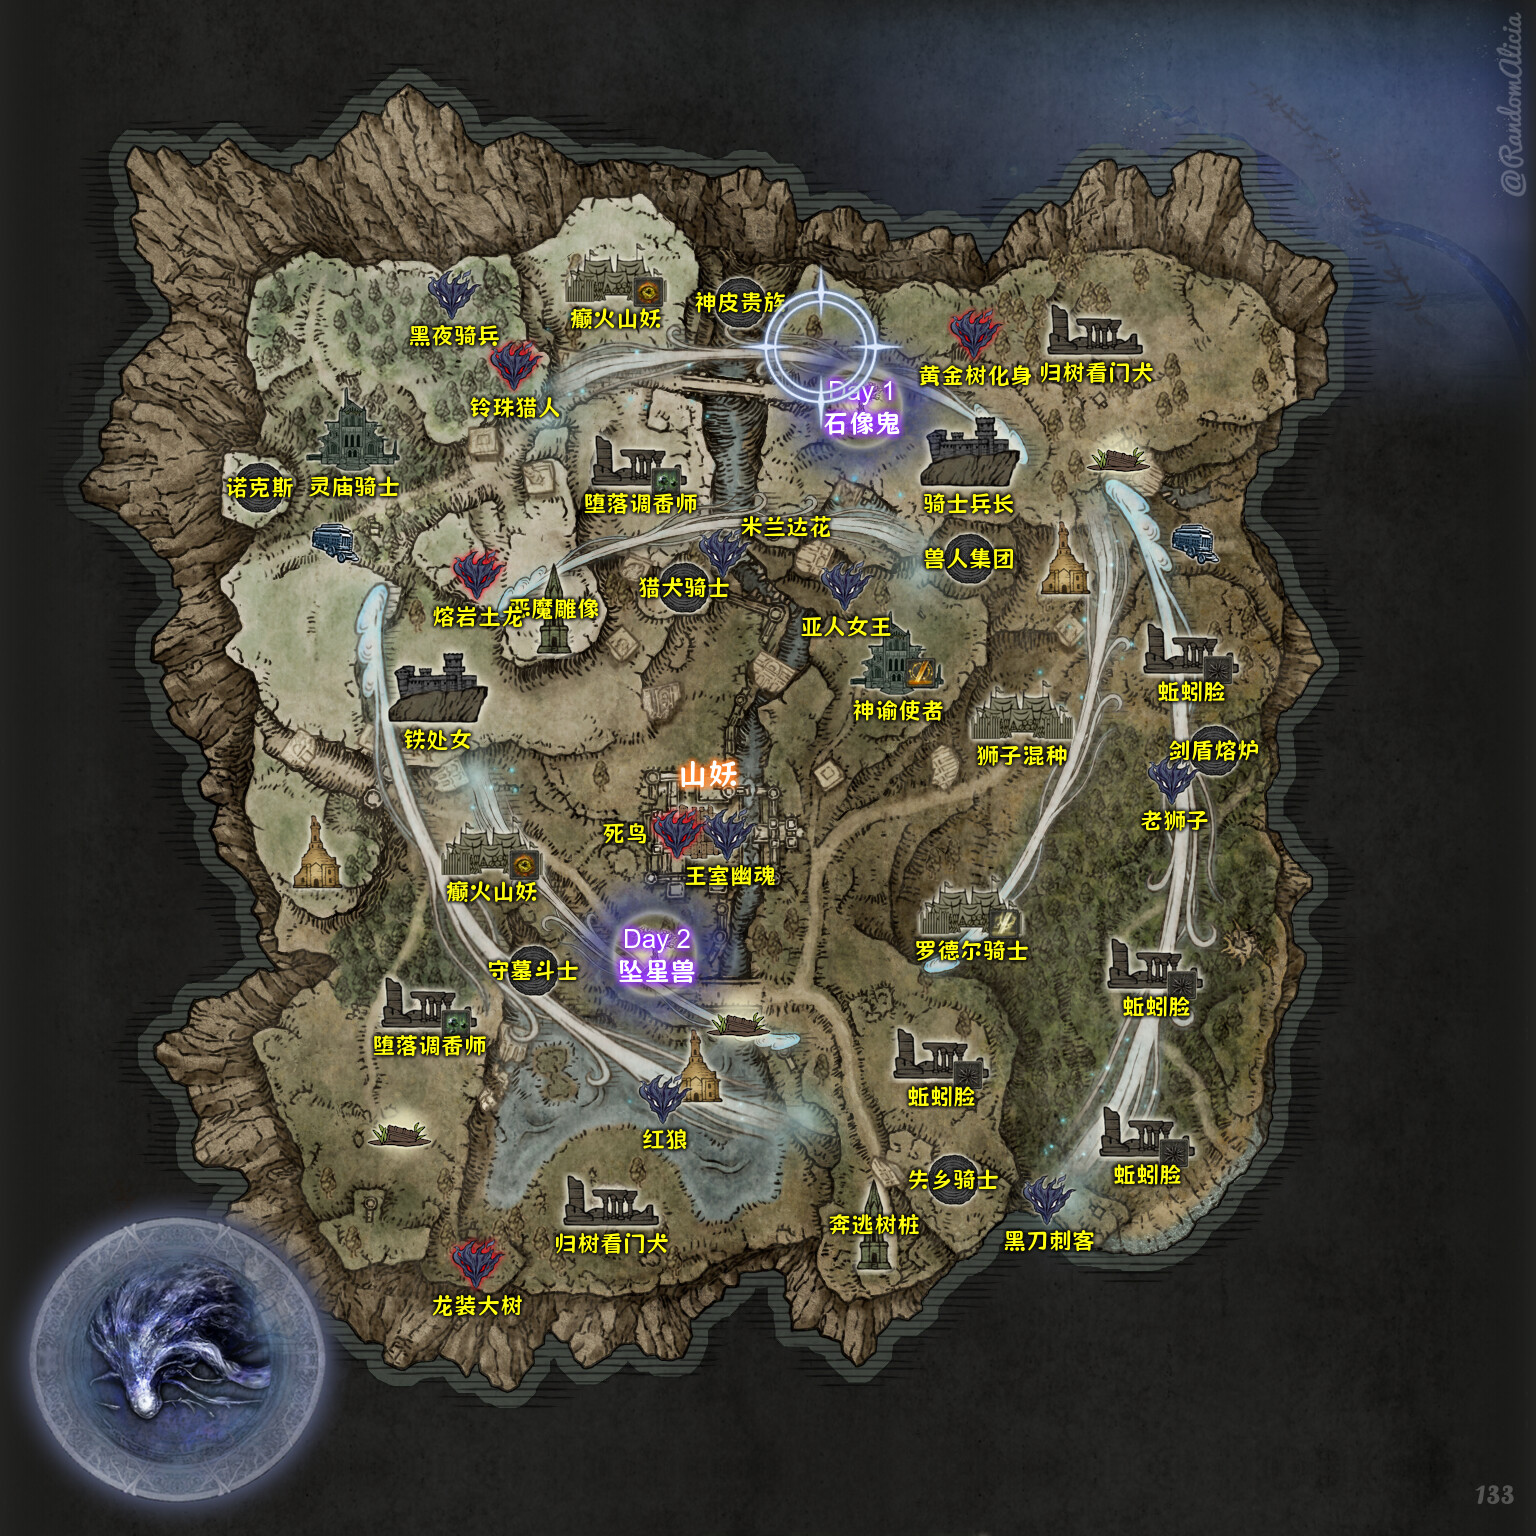 @RandomAlicia
神皮贵族
癫火山妖
黑夜骑兵
黄金树化身
归树看门犬
铃珠猎人
Day 1
石像鬼
诺克斯
灵庙骑士
堕落调香师
骑士兵长
米兰达花
兽人集团
猎犬骑士
熔岩土龙
恶魔雕像
亚人女王
蚯蚓脸
神谕使者
铁处女
狮子混种
剑盾熔炉
山妖
老狮子
死鸟
王室幽魂
癫火山妖
Day 2
坠星兽
罗德尔骑士
守墓斗士
蚯蚓脸
堕落调香师
蚯蚓脸
红狼
蚯蚓脸
失乡骑士
奔逃树桩
黑刀刺客
归树看门犬
龙装大树
133